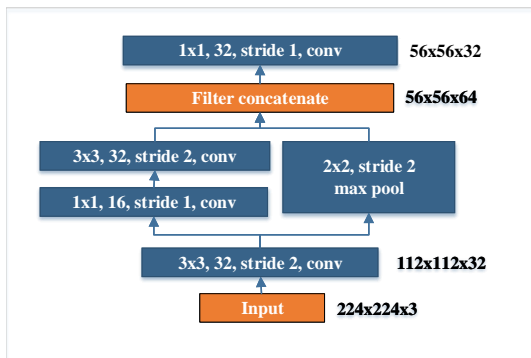 1x1, 32, stride 1, conv
56x56x32
Filter concatenate
56x56x64
3x3, 32, stride 2, conv
1x1, 16, stride 1, conv
2x2, stride 2
max pool
3x3, 32, stride 2, conv
112x112x32
Input
224x224x3